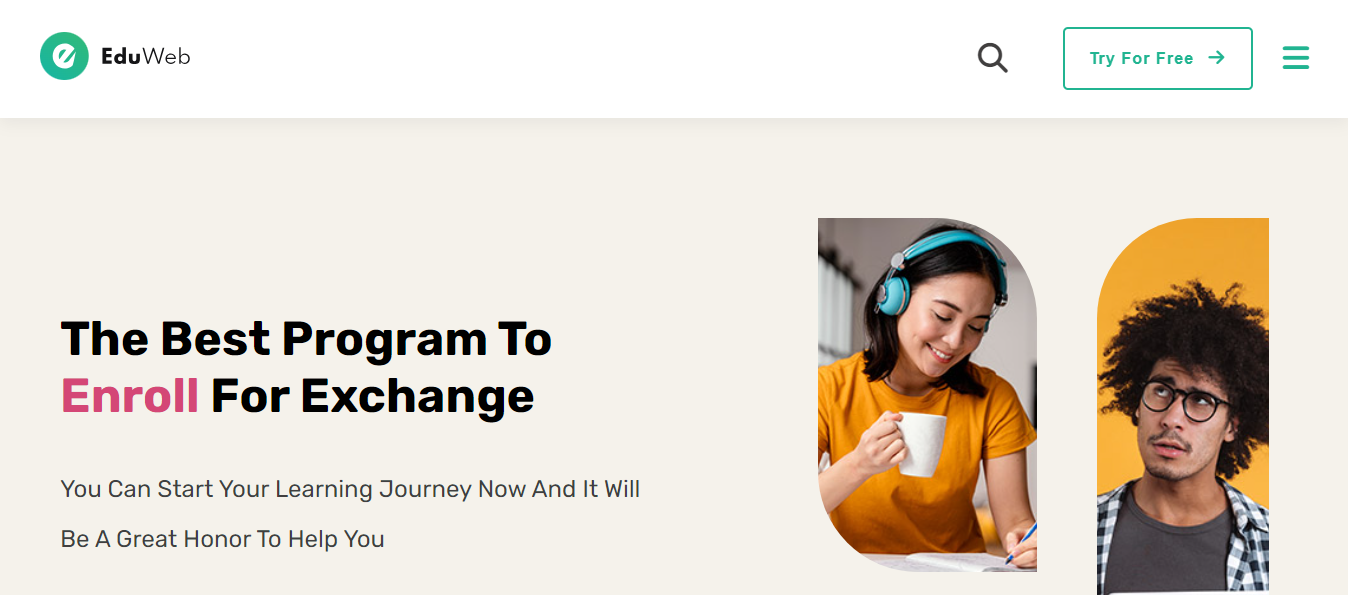 EduWeb
Try For Free
The Best Program To
Enroll For Exchange
You Can Start Your Learning Journey Now And It Will
Be A Great Honor To Help You